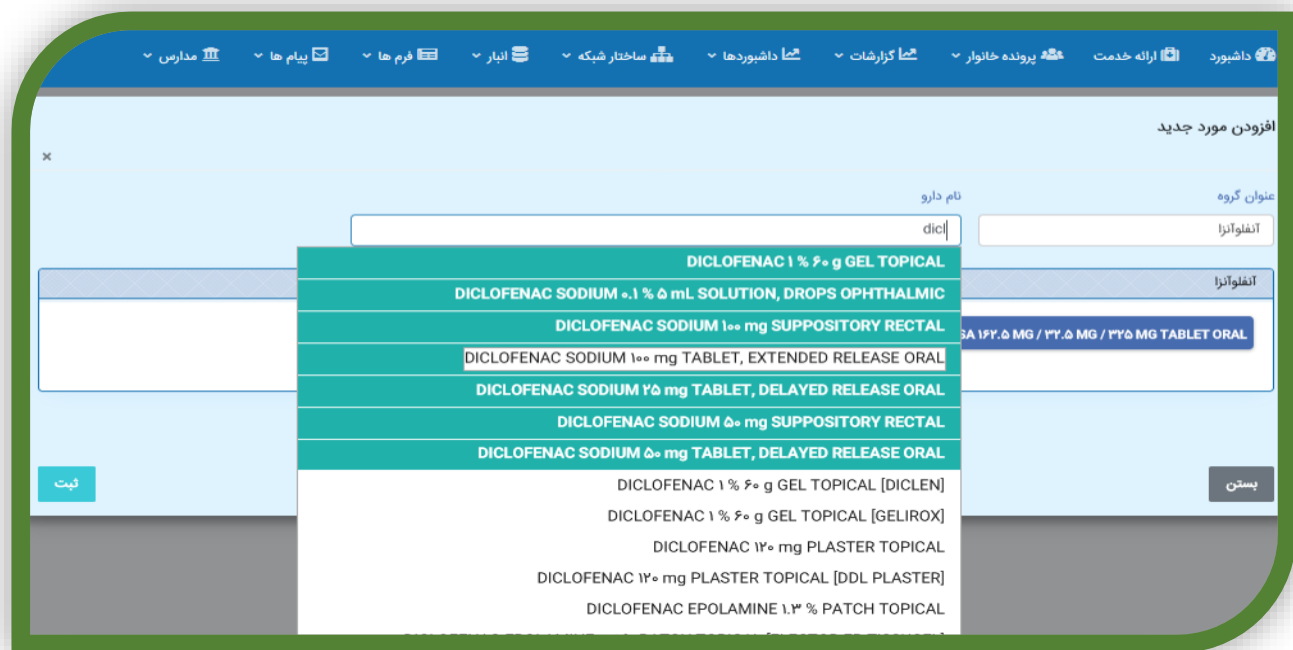 داشبورد ارائه خدمت پرونده خانوار گزارشات داشبوردها ساختار شبکه انبار فرم ها پیام ها مدارس
افزودن مورد جدید
×
عنوان گروه نام دارو
آنفلوآنزا dicl
DICLOFENAC ۱ % ۶۰ g GEL TOPICAL
آنفلوآنزا
DICLOFENAC SODIUM ۰.۱ % ۵ mL SOLUTION, DROPS OPHTHALMIC
DICLOFENAC SODIUM ۱۰۰ mg SUPPOSITORY RECTAL
SA ۱۶۲.۵ MG / ۳۲.۵ MG / ۳۲۵ MG TABLET ORAL
DICLOFENAC SODIUM ۱۰۰ mg TABLET, EXTENDED RELEASE ORAL
DICLOFENAC SODIUM ۲۵ mg TABLET, DELAYED RELEASE ORAL
DICLOFENAC SODIUM ۵۰ mg SUPPOSITORY RECTAL
DICLOFENAC SODIUM ۵۰ mg TABLET, DELAYED RELEASE ORAL
DICLOFENAC ۱ % ۶۰ g GEL TOPICAL [DICLEN]
بستن ثبت
DICLOFENAC ۱ % ۶۰ g GEL TOPICAL [GELIROX]
DICLOFENAC ۱۲۰ mg PLASTER TOPICAL
DICLOFENAC ۱۲۰ mg PLASTER TOPICAL [DDL PLASTER]
DICLOFENAC EPOLAMINE ۱.۳ % PATCH TOPICAL